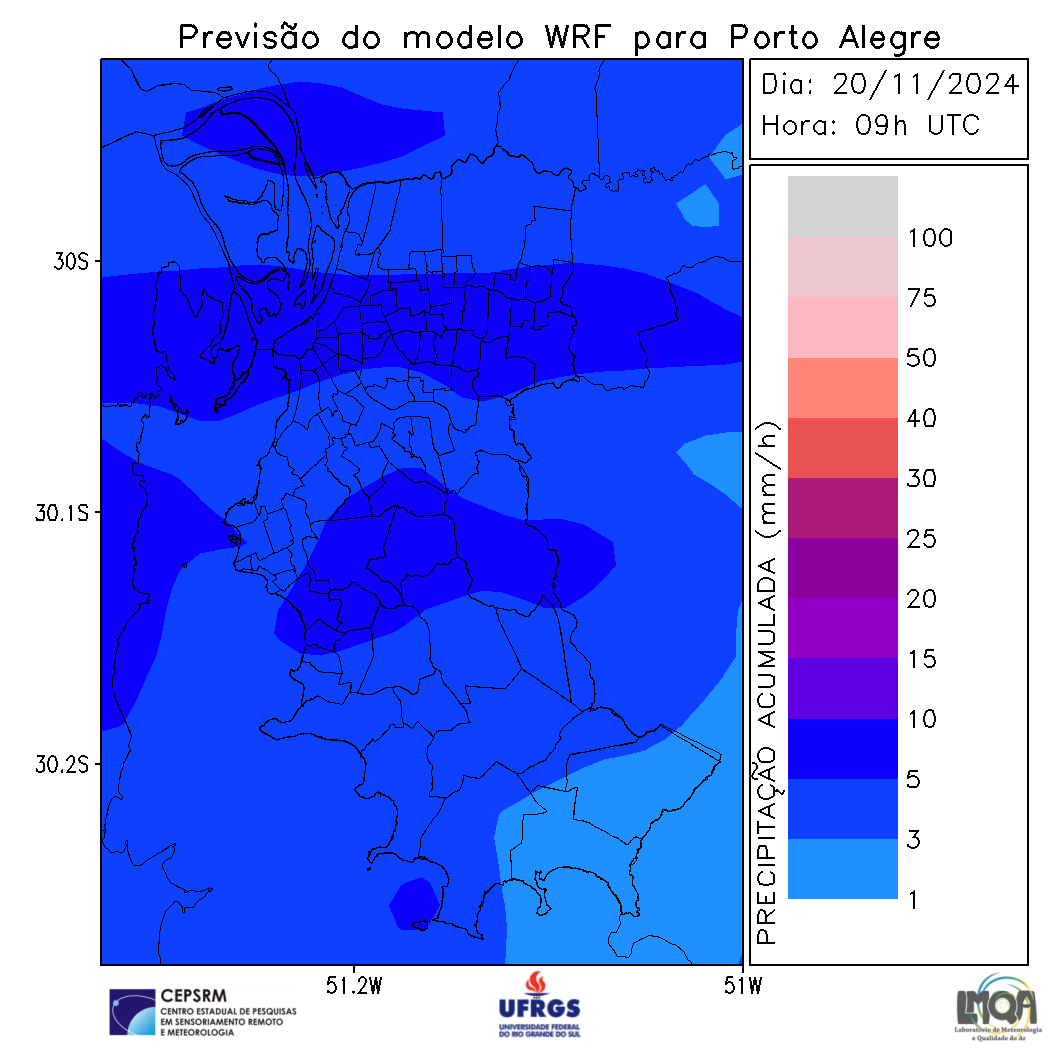 Previsão do modelo WRF para Porto Alegre
Dia: 20/11/2024
Hora: 09h UTC
30S
30.1S
30.2S
51.2W
51W
PRECIPITAÇÃO ACUMULADA (mm/h)
100
75
50
40
30
25
20
15
10
5
3
1
CEPSRM
CENTRO ESTADUAL DE PESQUISAS
EM SENSORIAMENTO REMOTO
E METEOROLOGIA
UFRGS
UNIVERSIDADE FEDERAL
DO RIO GRANDE DO SUL
LMQA
Laboratório de Meteorologia
e Qualidade do Ar